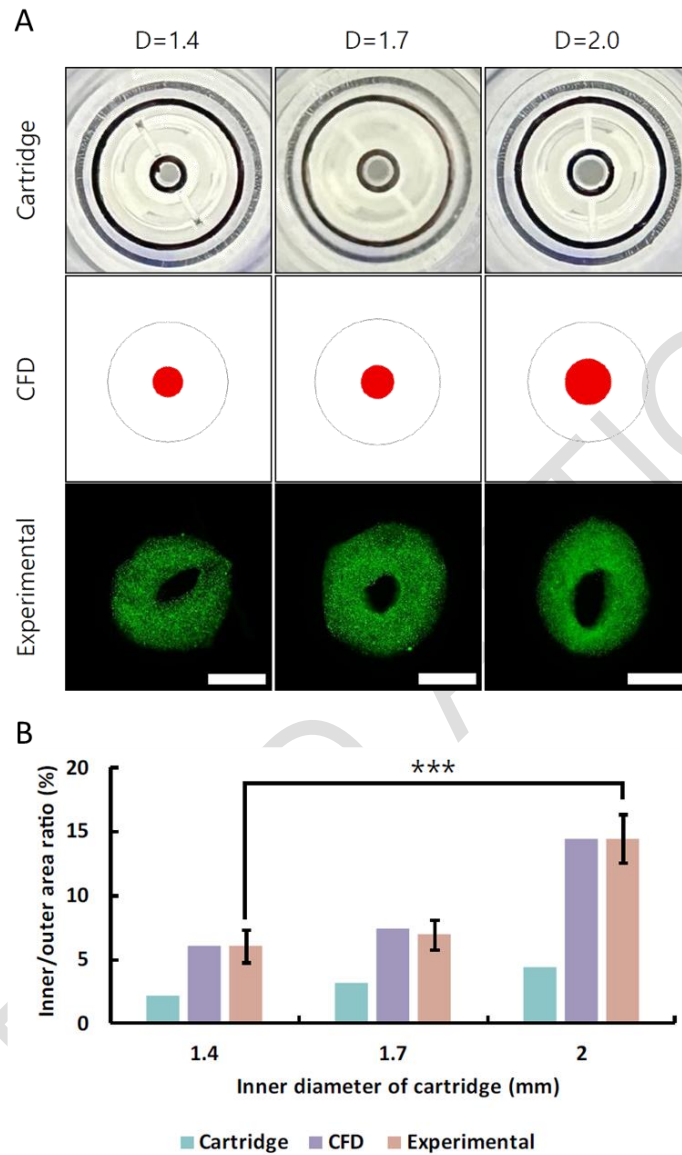 A
D=1.4 D=1.7 D=2.0
Cartridge
CFD
Experimental
B
Inner/outer area ratio (%)
20
15
10
5
0
***
1.4 1.7 2
Inner diameter of cartridge (mm)
Cartridge CFD Experimental